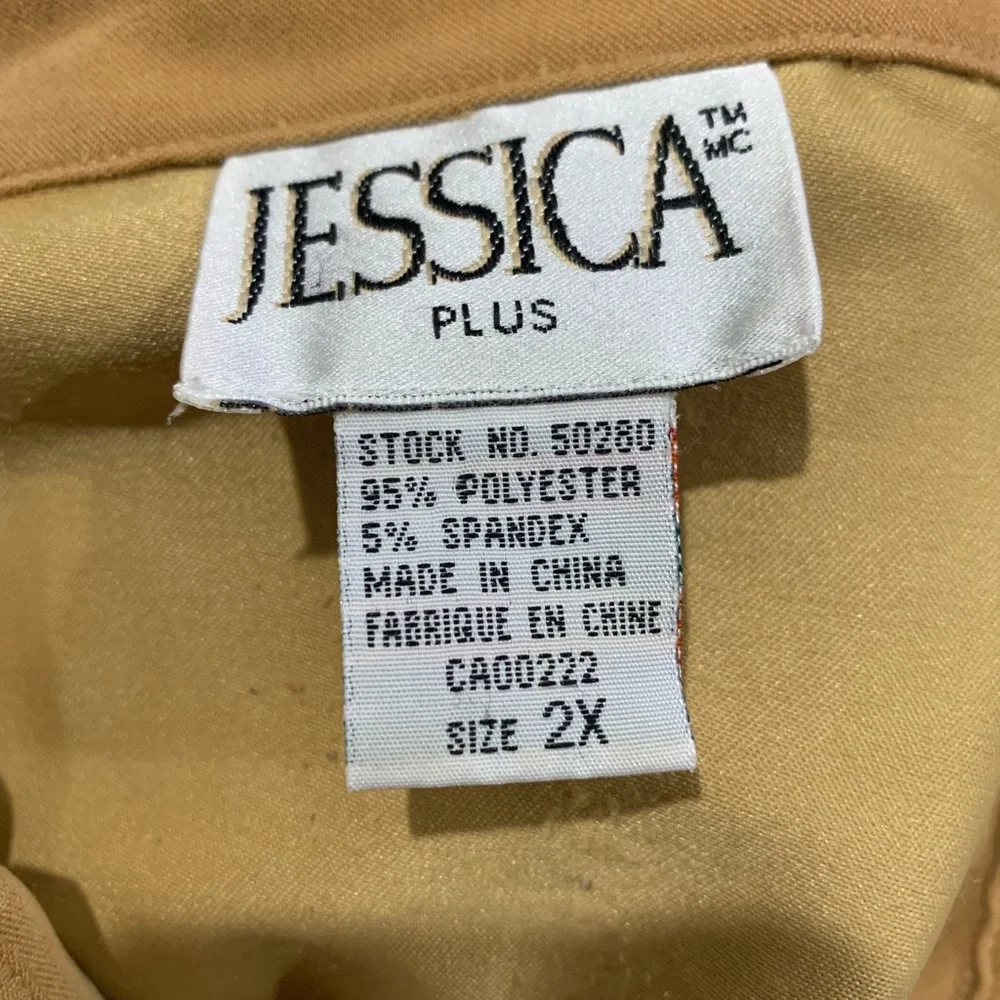 JESSICA TM MC
PLUS
STOCK NO. 50280
95% POLYESTER
5% SPANDEX
MADE IN CHINA
FABRIQUE EN CHINE
CA00222
SIZE 2X